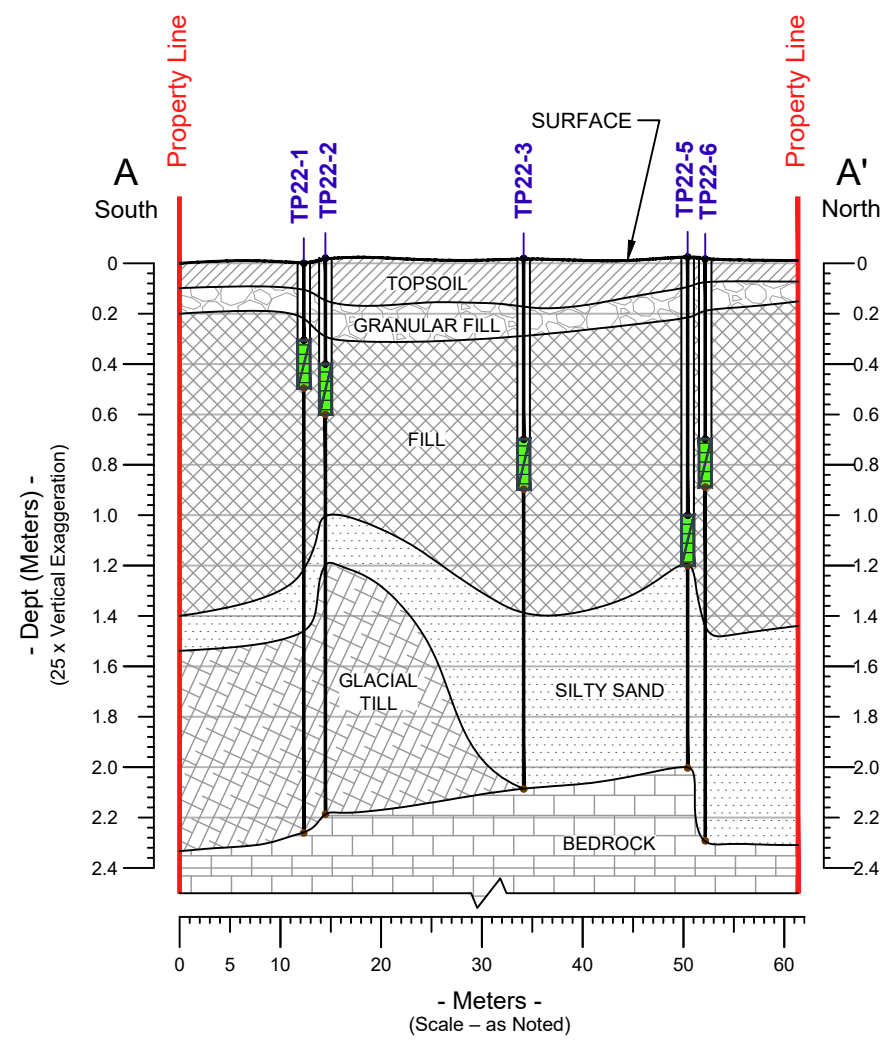 Property Line
Property Line
SURFACE
TP22-1
TP22-2
TP22-3
TP22-5
TP22-6
A
South
A'
North
0
0.2
0.4
0.6
0.8
1.0
1.2
1.4
1.6
1.8
2.0
2.2
2.4
- Dept (Meters) -
(25 x Vertical Exaggeration)
TOPSOIL
GRANULAR FILL
FILL
GLACIAL
TILL
SILTY SAND
BEDROCK
0
0.2
0.4
0.6
0.8
1.0
1.2
1.4
1.6
1.8
2.0
2.2
2.4
0 5 10 20 30 40 50 60
- Meters -
(Scale – as Noted)